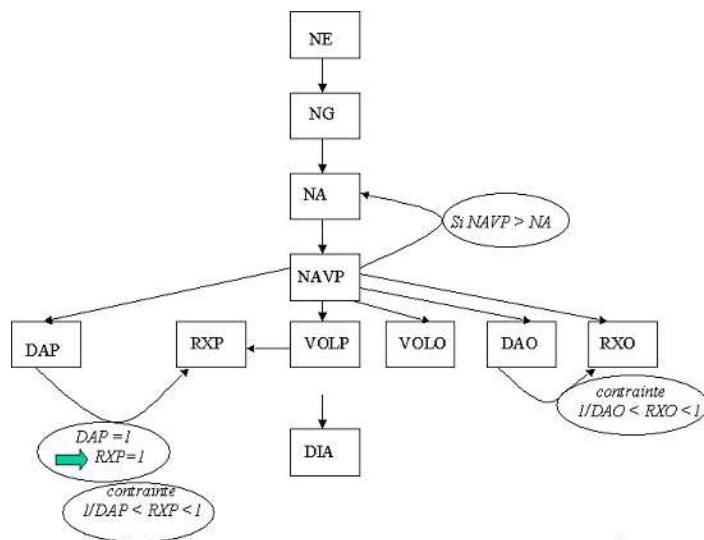 NE
NG
NA
Si NAVP > NA
NAVP
DAP
RXP
VOLP
VOLO
DAO
RXO
contrainte
1/DAO < RXO < 1
DAP =1
RXP=1
DIA
contrainte
1/DAP < RXP < 1